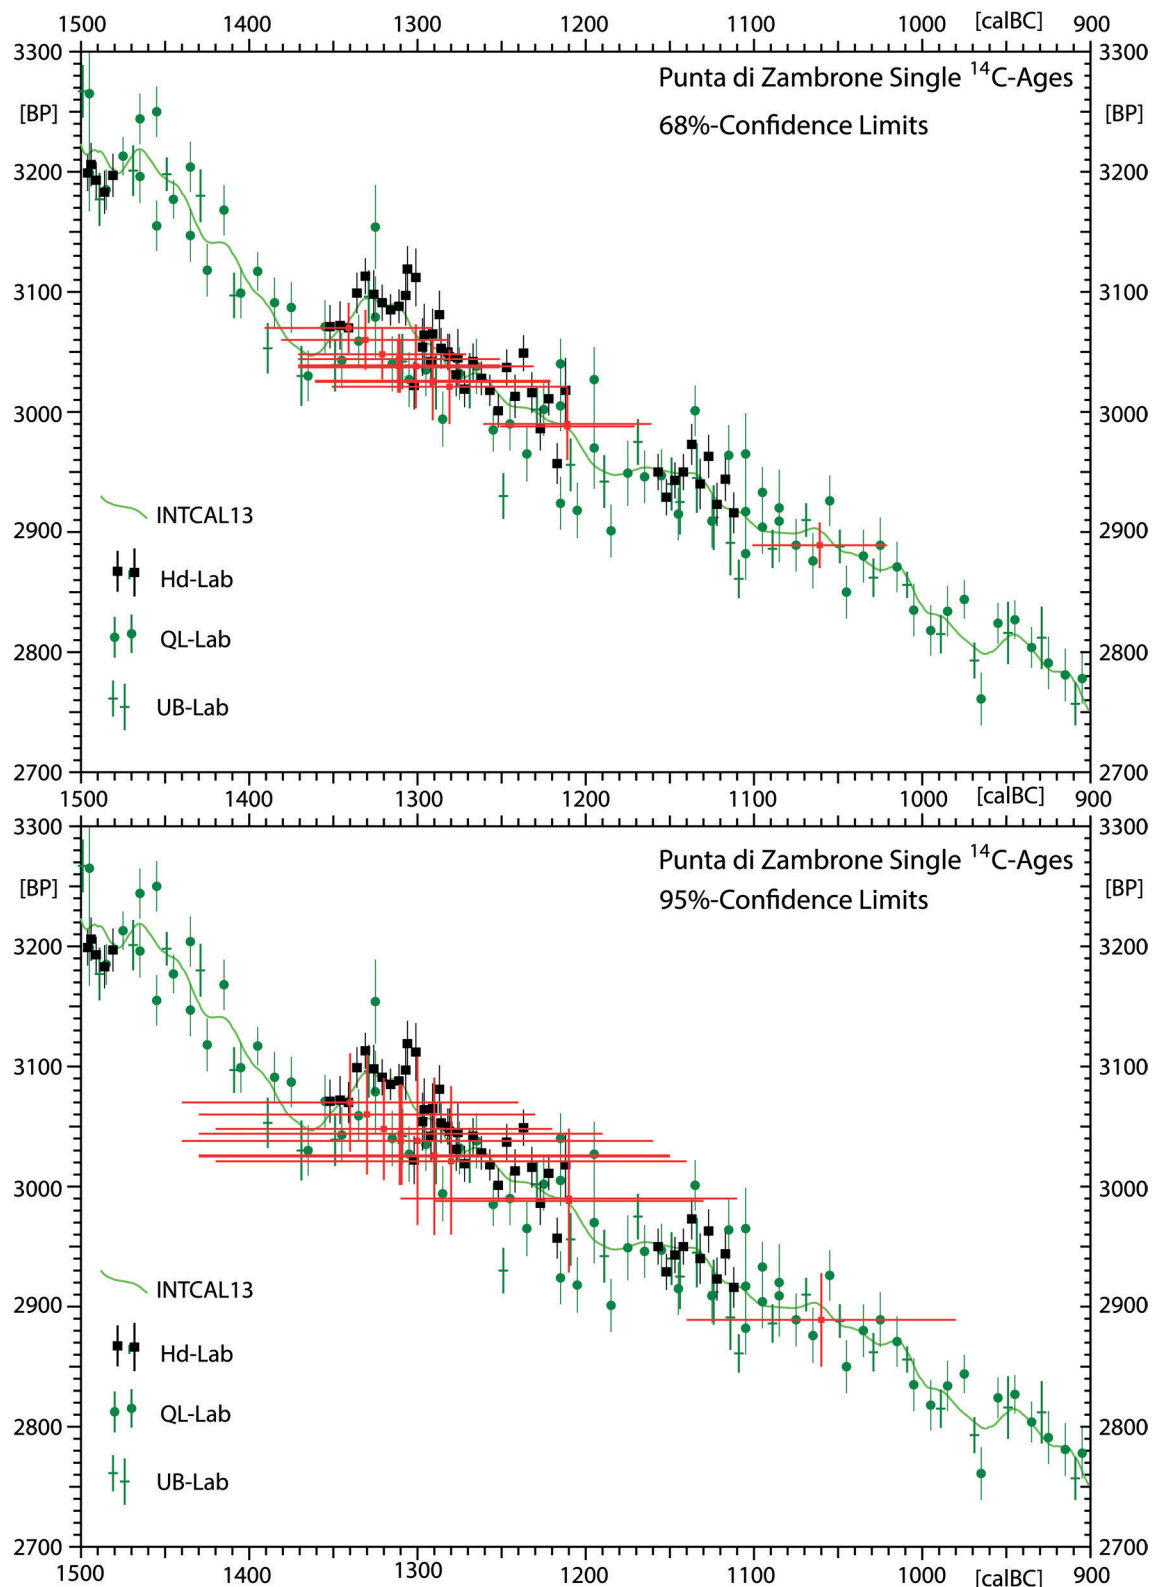 1500 1400 1300 1200 1100 1000 [calBC] 900
3300 3300
Punta di Zambrone Single ¹⁴C-Ages
[BP] [BP]
68%-Confidence Limits
3200 3200
3100 3100
3000 3000
2900 2900
INTCAL13
Hd-Lab
QL-Lab
2800 2800
UB-Lab
2700 2700
1500 1400 1300 1200 1100 1000 [calBC] 900
3300 3300
Punta di Zambrone Single ¹⁴C-Ages
[BP] [BP]
95%-Confidence Limits
3200 3200
3100 3100
3000 3000
2900 2900
INTCAL13
Hd-Lab
QL-Lab
2800 2800
UB-Lab
2700 2700
1500 1400 1300 1200 1100 1000 [calBC] 900